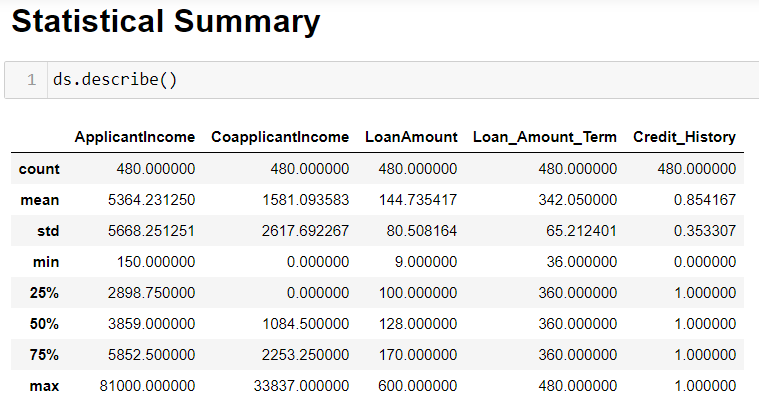 Statistical Summary
1 ds.describe()
ApplicantIncome CoapplicantIncome LoanAmount Loan_Amount_Term Credit_History
count 480.000000 480.000000 480.000000 480.000000 480.000000
mean 5364.231250 1581.093583 144.735417 342.050000 0.854167
std 5668.251251 2617.692267 80.508164 65.212401 0.353307
min 150.000000 0.000000 9.000000 36.000000 0.000000
25% 2898.750000 0.000000 100.000000 360.000000 1.000000
50% 3859.000000 1084.500000 128.000000 360.000000 1.000000
75% 5852.500000 2253.250000 170.000000 360.000000 1.000000
max 81000.000000 33837.000000 600.000000 480.000000 1.000000